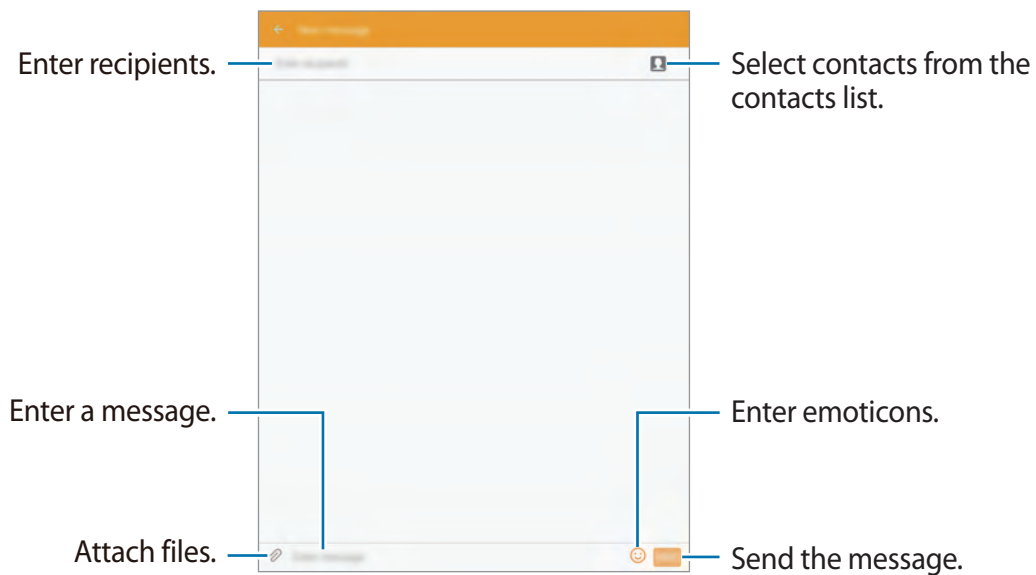 Enter recipients.
Select contacts from the
contacts list.
Enter a message.
Enter emoticons.
Attach files.
Send the message.